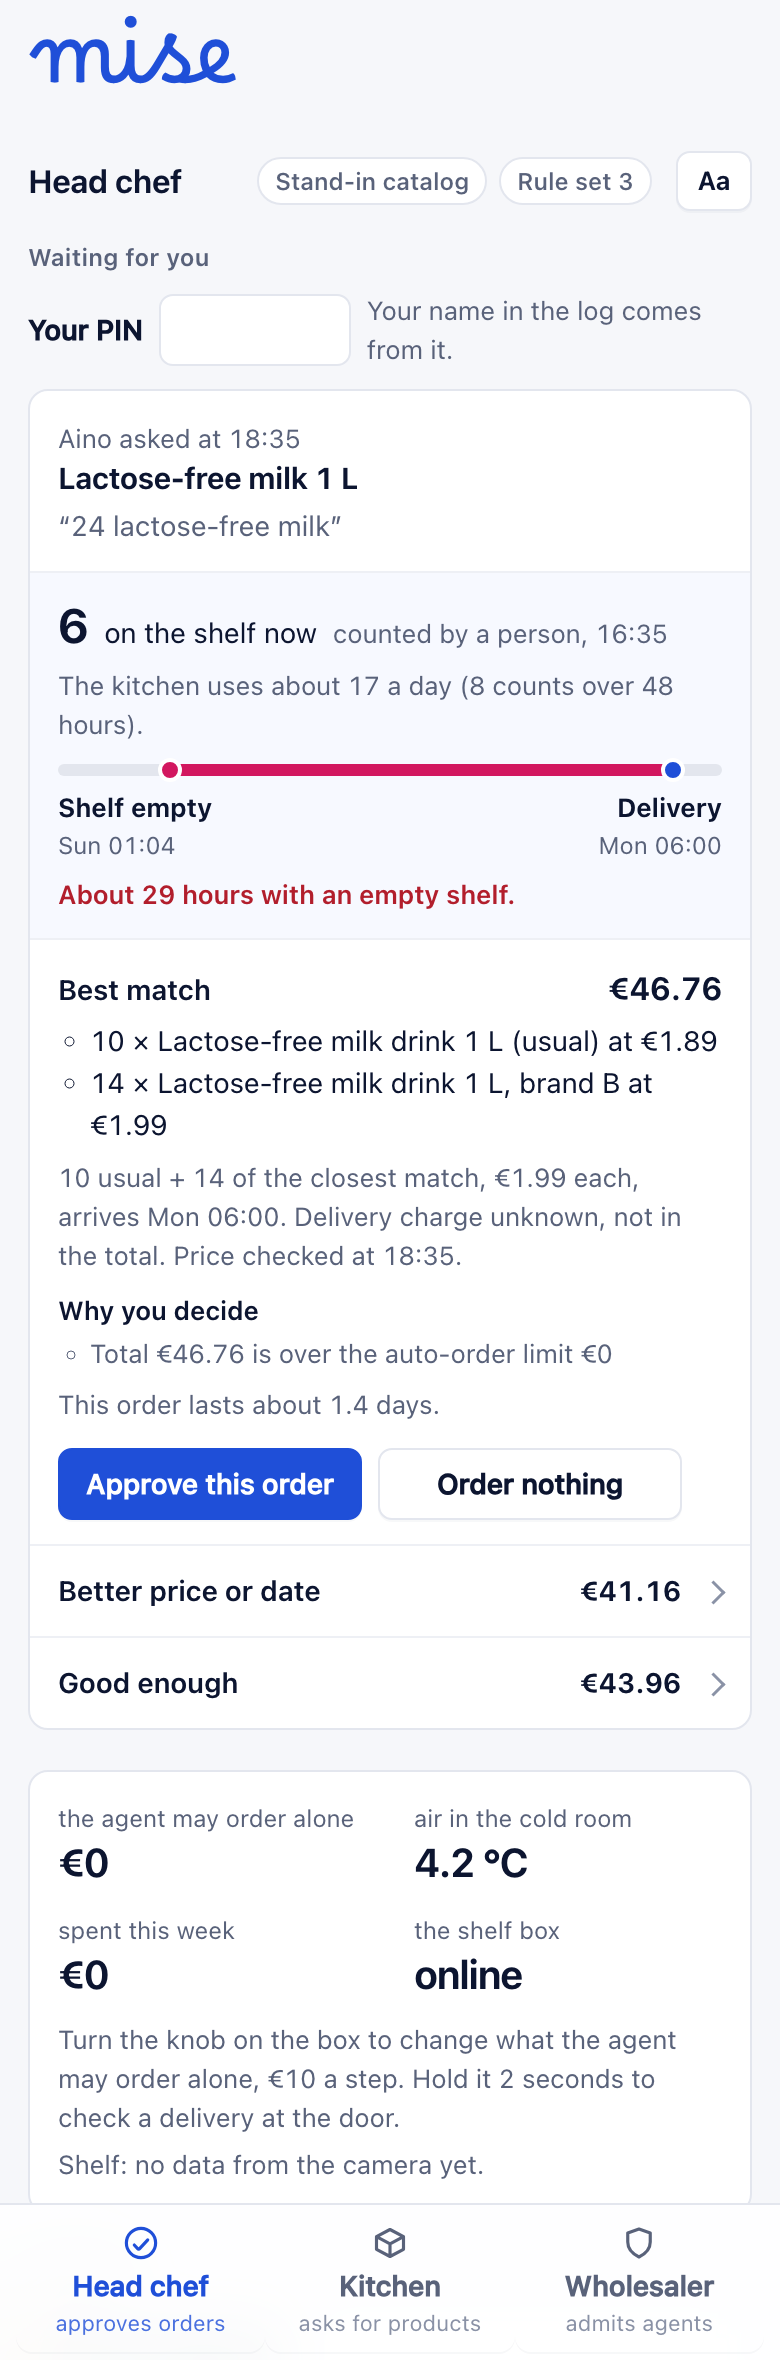 mise
Head chef
Stand-in catalog
Rule set 3
Aa
Waiting for you
Your PIN
Your name in the log comes
from it.
Aino asked at 18:35
Lactose-free milk 1 L
“24 lactose-free milk”
6 on the shelf now counted by a person, 16:35
The kitchen uses about 17 a day (8 counts over 48
hours).
Shelf empty
Delivery
Sun 01:04
Mon 06:00
About 29 hours with an empty shelf.
Best match
€46.76
10 × Lactose-free milk drink 1 L (usual) at €1.89
14 × Lactose-free milk drink 1 L, brand B at
€1.99
10 usual + 14 of the closest match, €1.99 each,
arrives Mon 06:00. Delivery charge unknown, not in
the total. Price checked at 18:35.
Why you decide
Total €46.76 is over the auto-order limit €0
This order lasts about 1.4 days.
Approve this order
Order nothing
Better price or date
€41.16
Good enough
€43.96
the agent may order alone
€0
air in the cold room
4.2 °C
spent this week
€0
the shelf box
online
Turn the knob on the box to change what the agent
may order alone, €10 a step. Hold it 2 seconds to
check a delivery at the door.
Shelf: no data from the camera yet.
Head chef
approves orders
Kitchen
asks for products
Wholesaler
admits agents